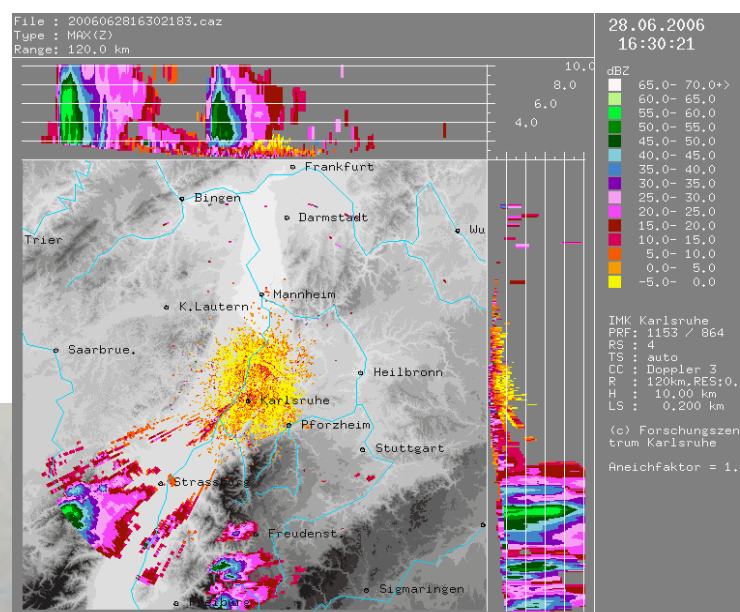 File : 2006062816302183.caz
Type : MAX(Z)
Range: 120.0 km
28.06.2006
16:30:21
10.0
8.0
6.0
4.0
dBZ
65.0- 70.0+>
60.0- 65.0
55.0- 60.0
50.0- 55.0
45.0- 50.0
40.0- 45.0
35.0- 40.0
30.0- 35.0
25.0- 30.0
20.0- 25.0
15.0- 20.0
10.0- 15.0
5.0- 10.0
0.0- 5.0
-5.0- 0.0
Frankfurt
Bingen
Darmstadt
Trier
Wu
Mannheim
K.Lautern
Saarbrue.
Heilbronn
Karlsruhe
Pforzheim
Stuttgart
Strassburg
Freudenst.
Sigmaringen
Freiburg
IMK Karlsruhe
PRF: 1153 / 864
RS : 4
TS : auto
CC : Doppler 3
R : 120km,RES:0.
H : 10.00 km
LS : 0.200 km
(c) Forschungszen
trum Karlsruhe
Aneichfaktor = 1.